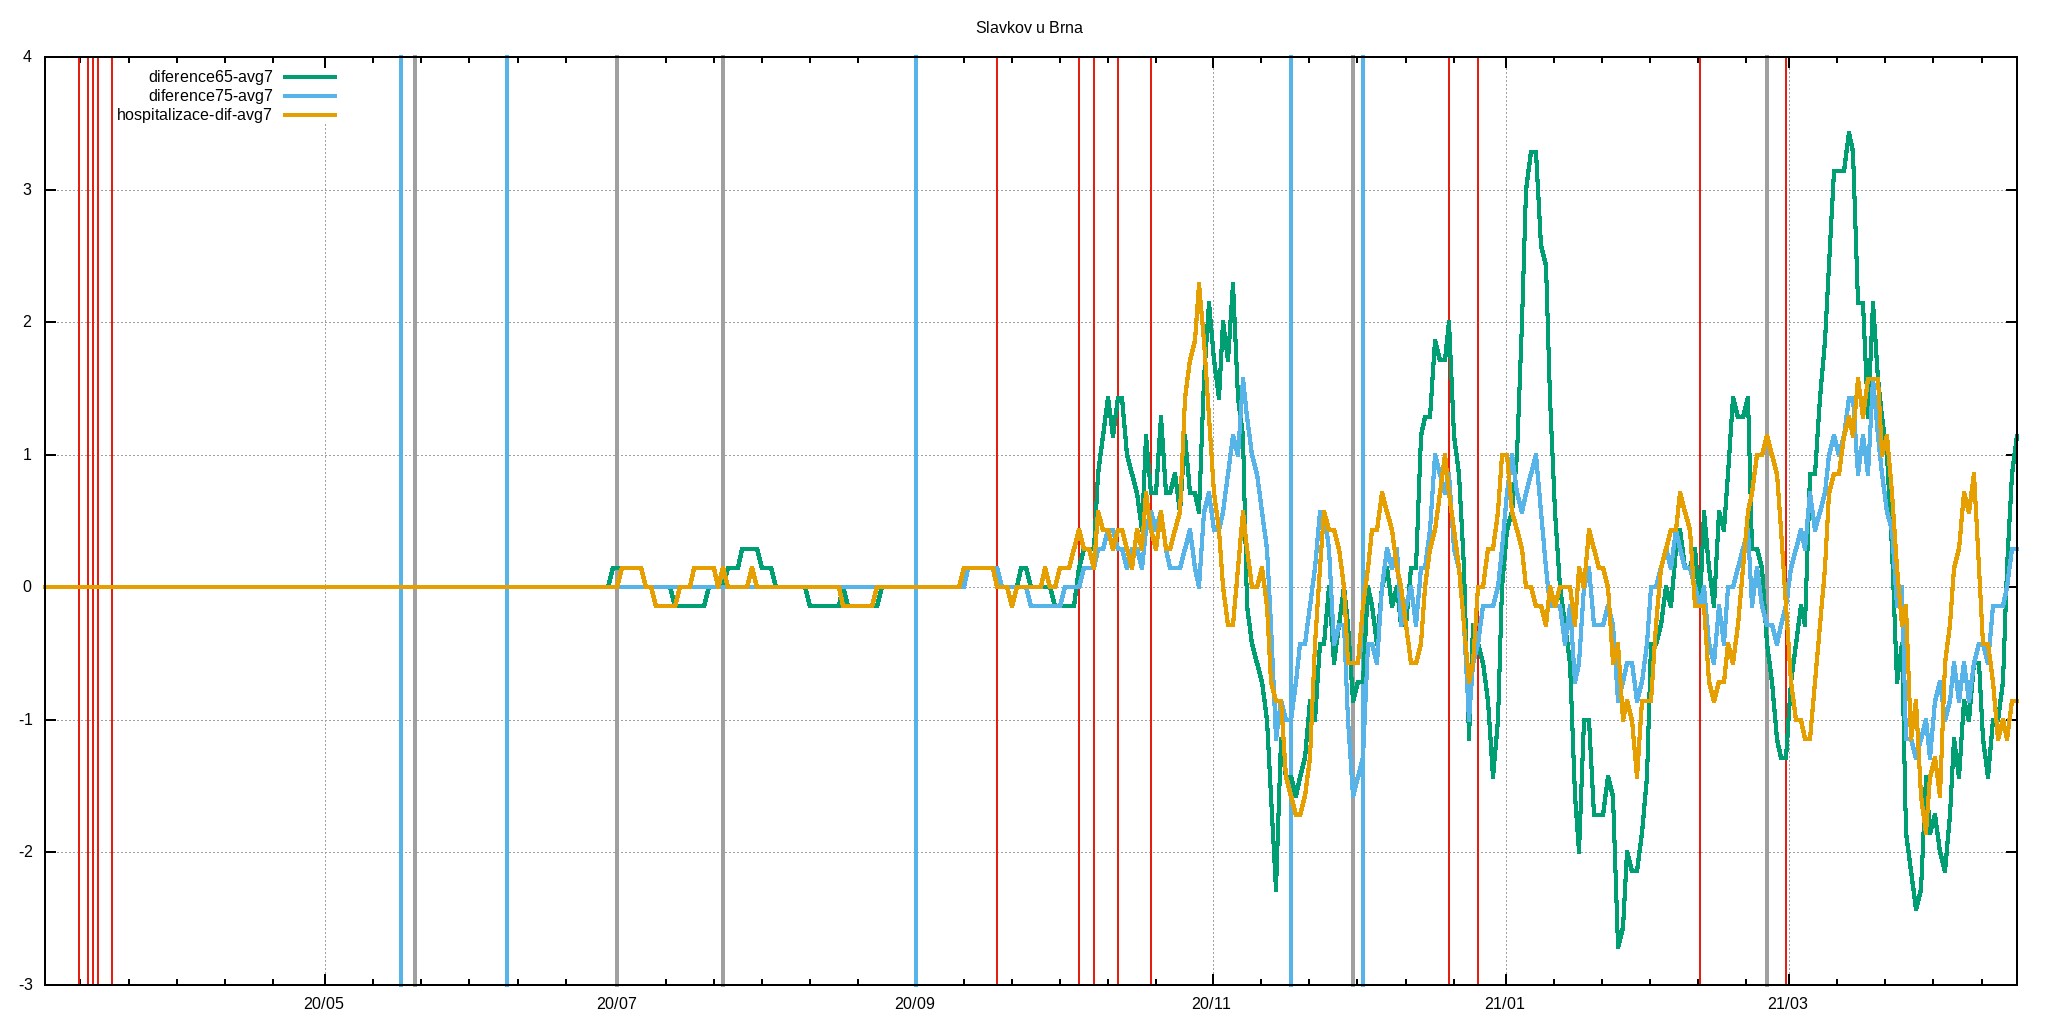 Slavkov u Brna
4
diference65-avg7
diference75-avg7
hospitalizace-dif-avg7
3
2
1
0
-1
-2
-3
20/05 20/07 20/09 20/11 21/01 21/03